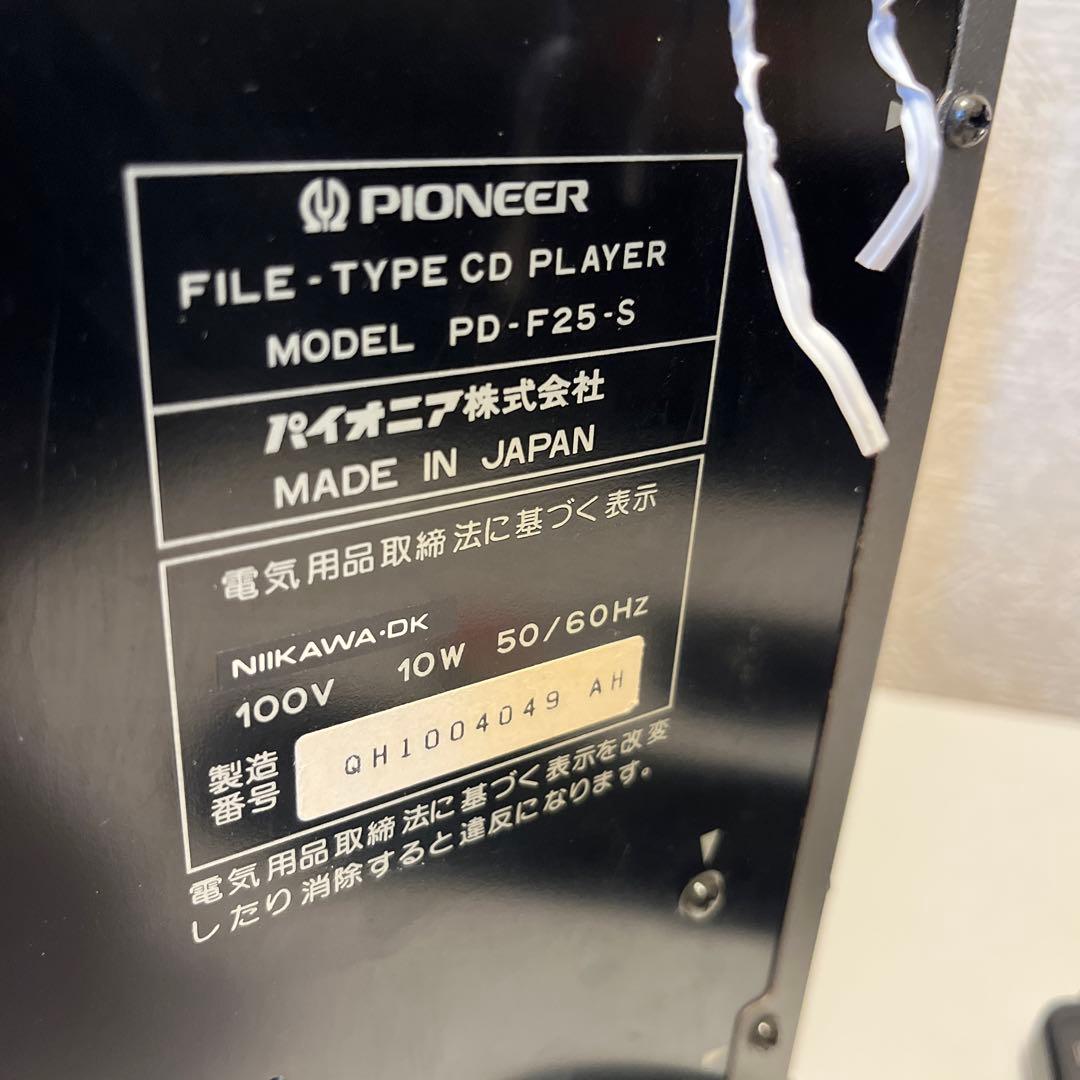 PIONEER
FILE-TYPE CD PLAYER
MODEL PD-F25-S
パイオニア株式会社
MADE IN JAPAN
電気用品取締法に基づく表示
NIIKAWA·DK
100V 10W 50/60Hz
製造番号 QH1004049 AH
電気用品取締法に基づく表示を改変
したり消除すると違反になります。